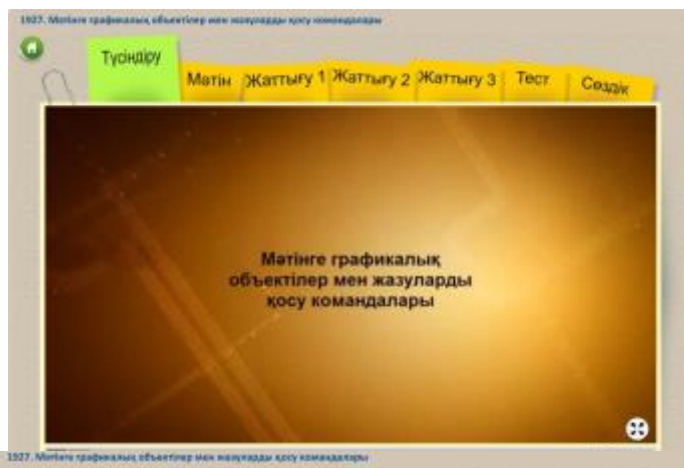 1927. Мәтінге графикалық объектілер мен жазуларды қосу командалары
Түсіндіру
Мәтін Жаттығу 1 Жаттығу 2 Жаттығу 3 Тест Сөздік
Мәтінге графикалық
объектілер мен жазуларды
қосу командалары
1927. Мәтінге графикалық объектілер мен жазуларды қосу командалары